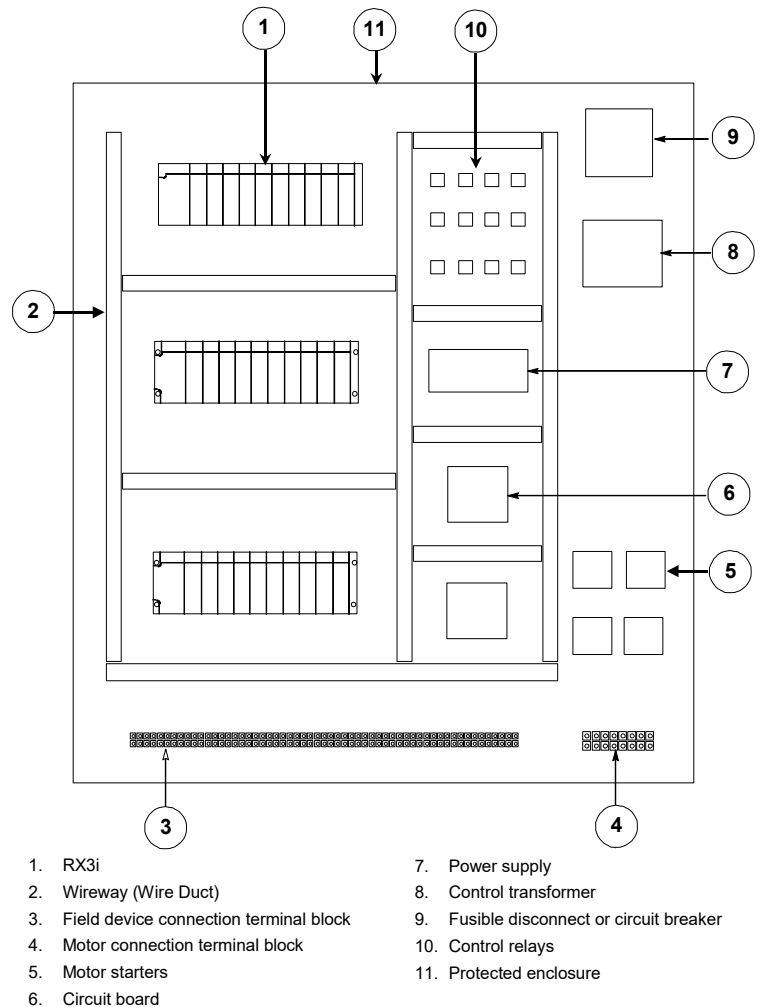 1
11
10
9
8
2
7
6
5
3
4
1. RX3i
2. Wireway (Wire Duct)
3. Field device connection terminal block
4. Motor connection terminal block
5. Motor starters
6. Circuit board
7. Power supply
8. Control transformer
9. Fusible disconnect or circuit breaker
10. Control relays
11. Protected enclosure